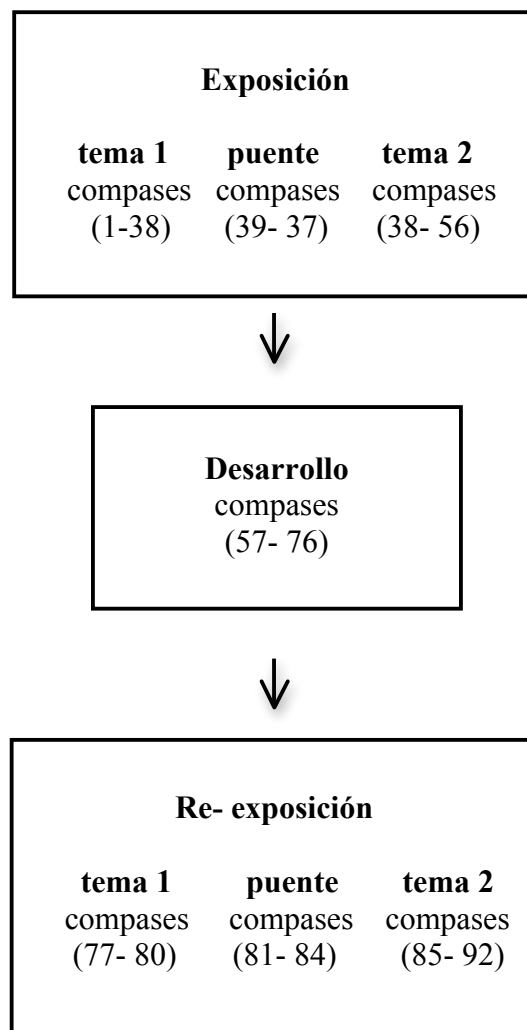 Exposición
tema 1 puente tema 2
compases compases compases
(1-38) (39- 37) (38- 56)
Desarrollo
compases
(57- 76)
Re- exposición
tema 1 puente tema 2
compases compases compases
(77- 80) (81- 84) (85- 92)